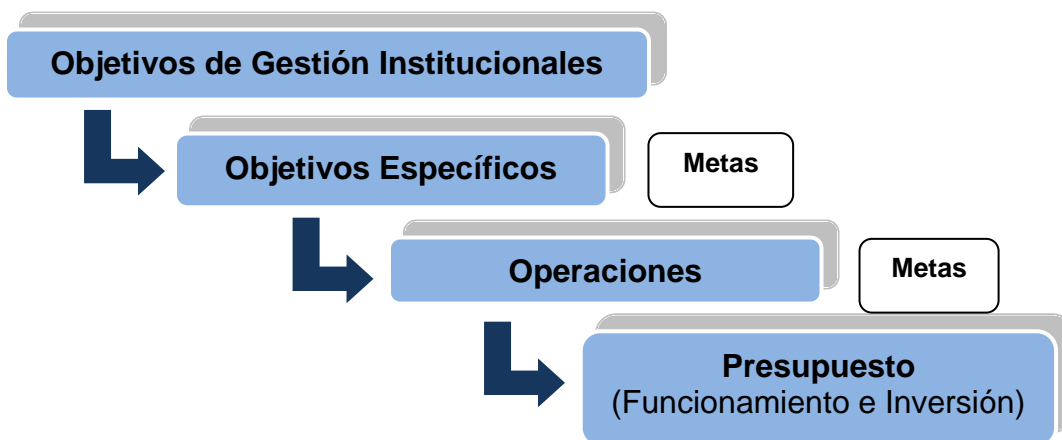 Objetivos de Gestión Institucionales
Objetivos Específicos
Metas
Operaciones
Metas
Presupuesto
(Funcionamiento e Inversión)